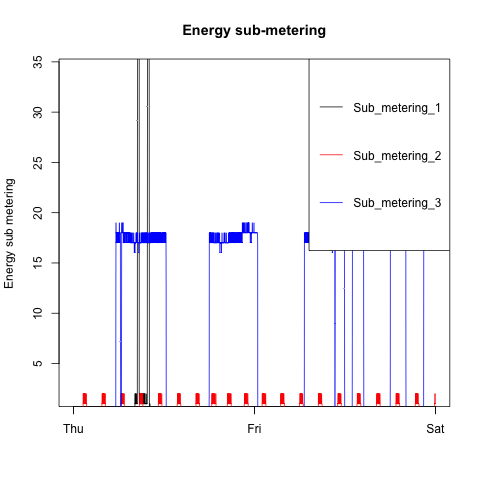 Energy sub-metering
Energy sub metering
35
30
25
20
15
10
5
Sub_metering_1
Sub_metering_2
Sub_metering_3
Thu
Fri
Sat